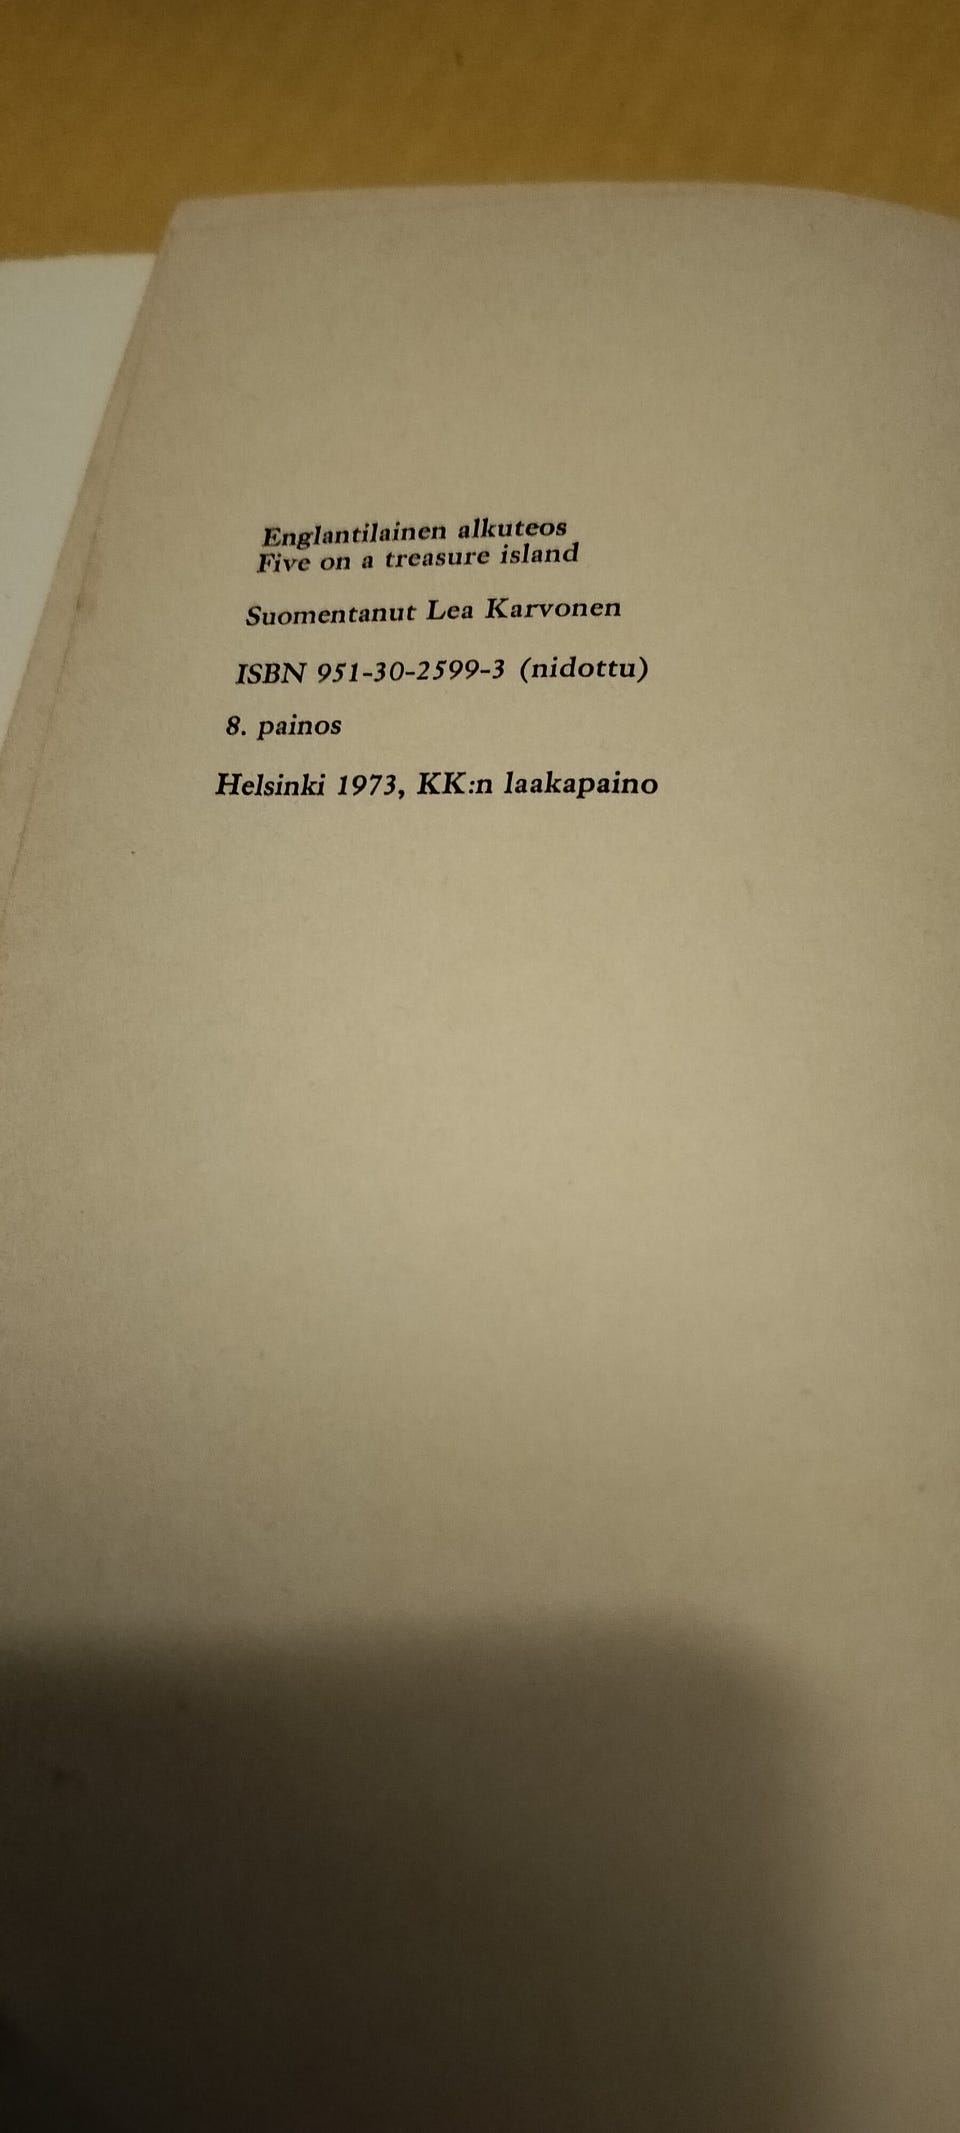 Englantilainen alkuteos
Five on a treasure island
Suomentanut Lea Karvonen
ISBN 951-30-2599-3 (nidottu)
8. painos
Helsinki 1973, KK:n laakapaino